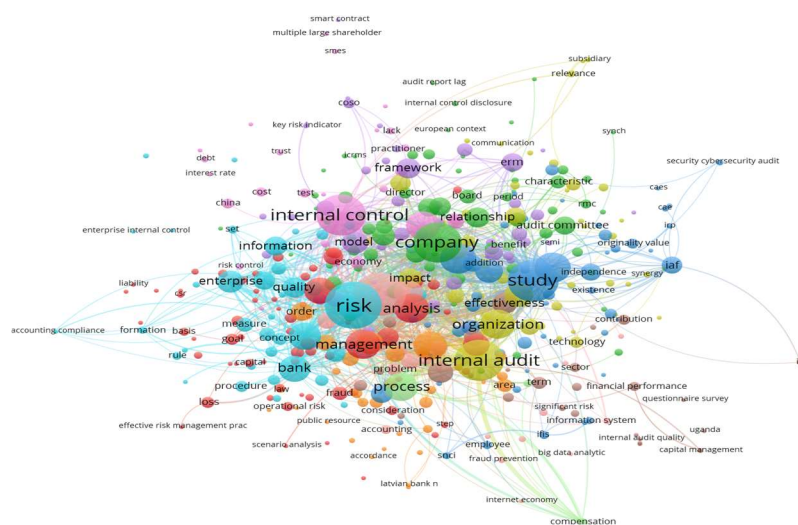 smart contract
multiple large shareholder
smes
subsidiary
relevance
audit report lag
coso
internal control disclosure
key risk indicator
lack
european context
synch
practitioner
communication
trust
icums
debt
erm
security cybersecurity audit
interest rate
framework
characteristic
cost
test
director
board
period
caes
china
rmc
cae
internal control
relationship
audit committee
irp
enterprise internal control
set
information
model
company
benefit
semi
originality value
economy
addition
risk control
iaf
liability
enterprise
quality
impact
study
independence
synergy
csr
existence
risk
analysis
effectiveness
order
accounting compliance
formation
basis
measure
organization
contribution
goal
concept
management
technology
rule
capital
bank
problem
internal audit
sector
procedure
law
process
area
term
financial performance
loss
fraud
questionnaire survey
operational risk
consideration
significant risk
effective risk management prac
public resource
accounting
step
information system
uganda
scenario analysis
employee
ifis
internal audit quality
accordance
snci
fraud prevention
big data analytic
capital management
latvian bank n
internet economy
compensation